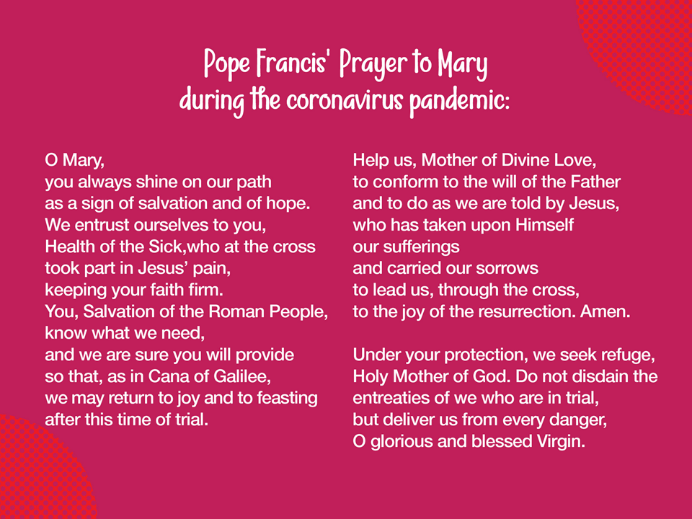 Pope Francis' Prayer to Mary
during the coronavirus pandemic:
O Mary,
you always shine on our path
as a sign of salvation and of hope.
We entrust ourselves to you,
Health of the Sick,who at the cross
took part in Jesus' pain,
keeping your faith firm.
You, Salvation of the Roman People,
know what we need,
and we are sure you will provide
so that, as in Cana of Galilee,
we may return to joy and to feasting
after this time of trial.
Help us, Mother of Divine Love,
to conform to the will of the Father
and to do as we are told by Jesus,
who has taken upon Himself
our sufferings
and carried our sorrows
to lead us, through the cross,
to the joy of the resurrection. Amen.
Under your protection, we seek refuge,
Holy Mother of God. Do not disdain the
entreaties of we who are in trial,
but deliver us from every danger,
O glorious and blessed Virgin.